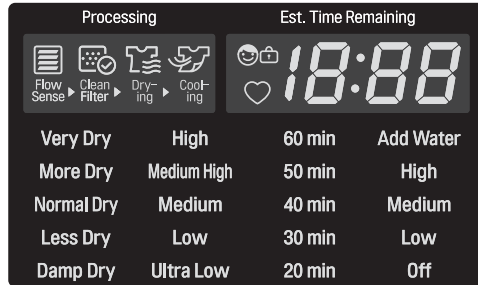 Processing Est. Time Remaining
18:88
Flow Sense ▸ Clean Filter ▸ Dry-ing ▸ Cool-ing
Very Dry High 60 min Add Water
More Dry Medium High 50 min High
Normal Dry Medium 40 min Medium
Less Dry Low 30 min Low
Damp Dry Ultra Low 20 min Off